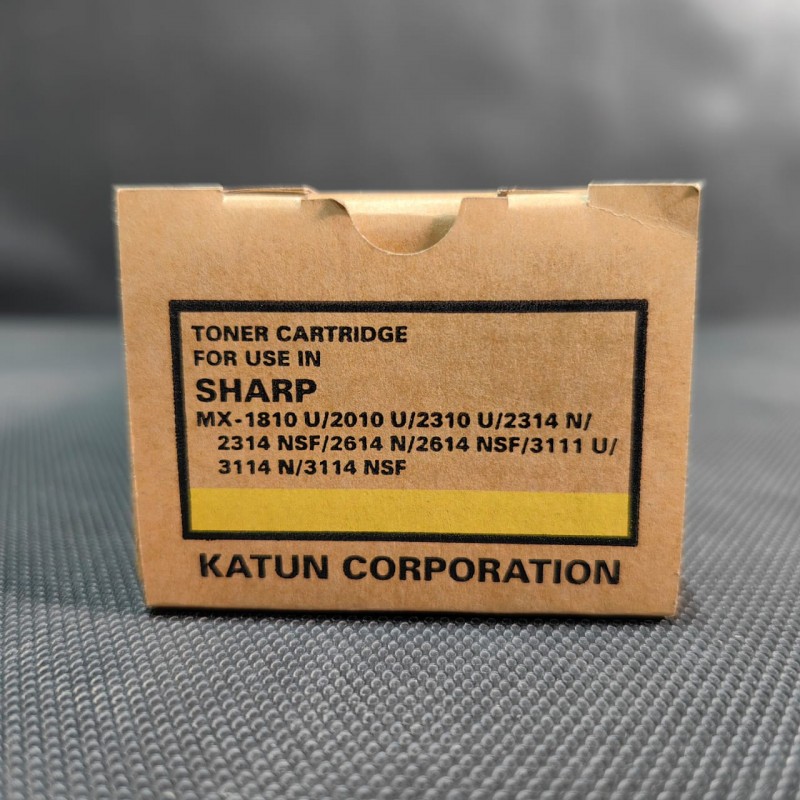 TONER CARTRIDGE
FOR USE IN
SHARP
MX-1810 U/2010 U/2310 U/2314 N/
2314 NSF/2614 N/2614 NSF/3111 U/
3114 N/3114 NSF
KATUN CORPORATION